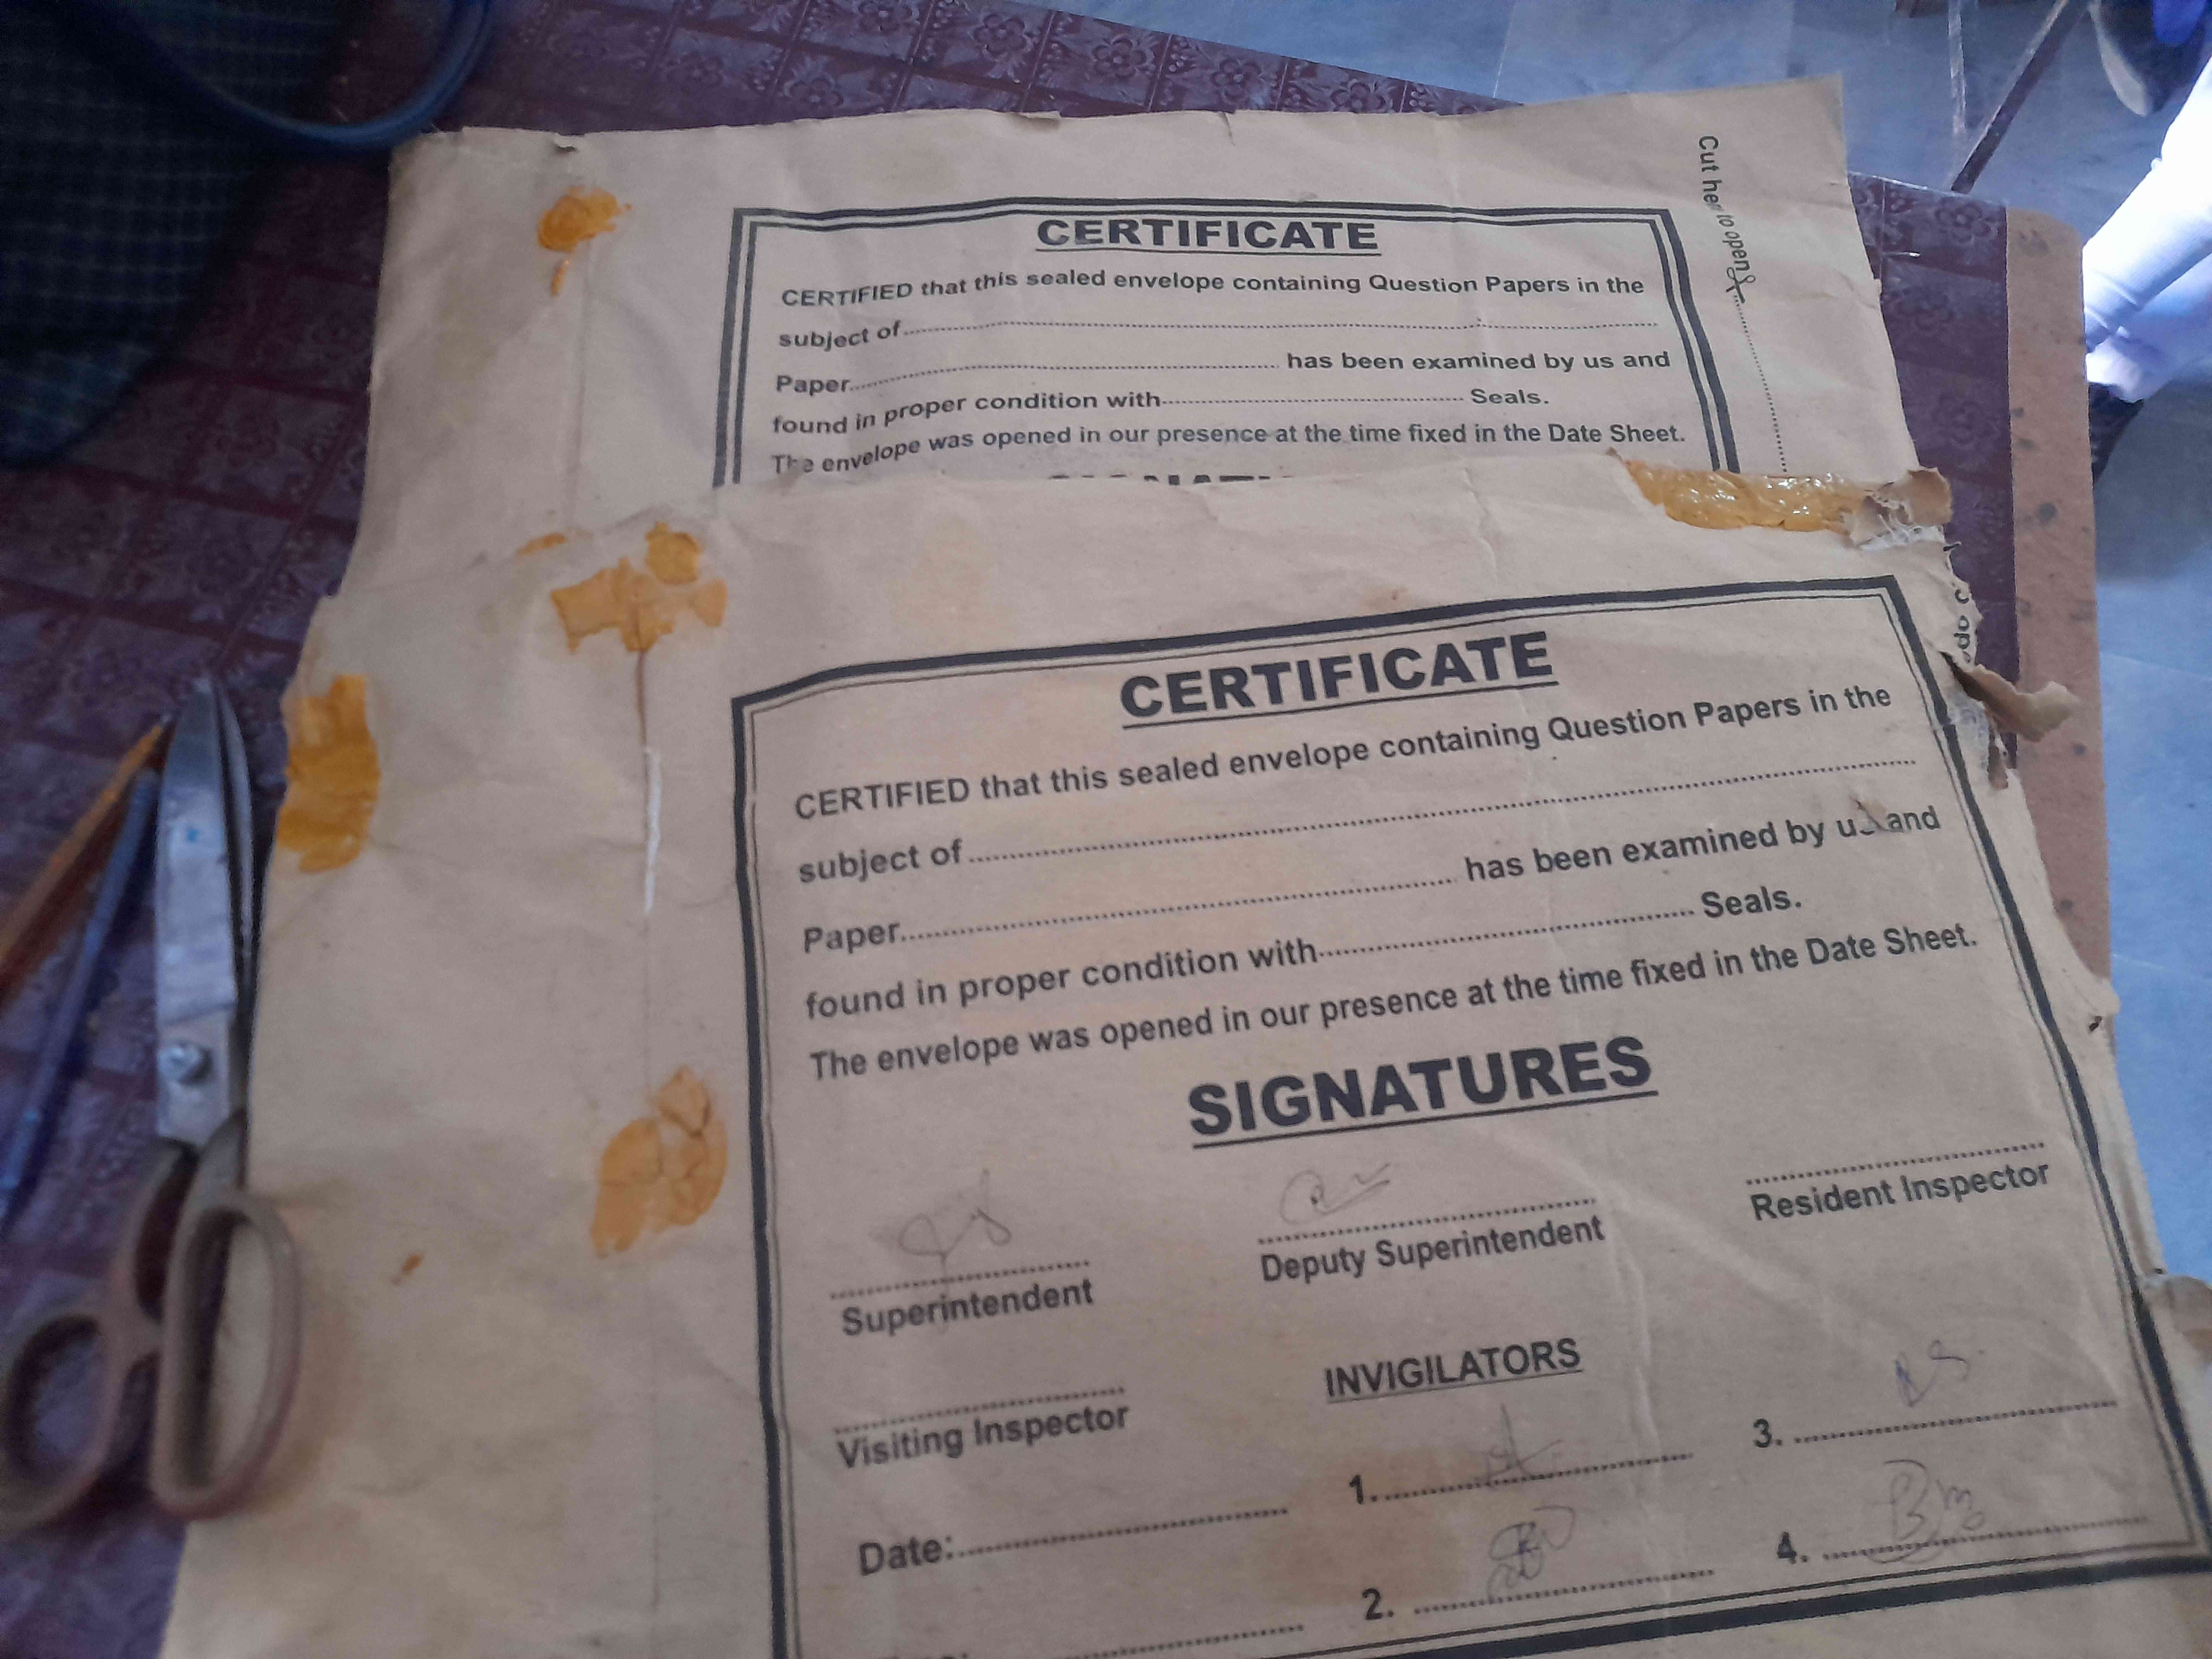 Cut here to open
CERTIFICATE
CERTIFIED that this sealed envelope containing Question Papers in the
subject of
Paper has been examined by us and
found in proper condition with Seals.
The envelope was opened in our presence at the time fixed in the Date Sheet.
CERTIFICATE
CERTIFIED that this sealed envelope containing Question Papers in the
subject of
Paper has been examined by us and
found in proper condition with Seals.
The envelope was opened in our presence at the time fixed in the Date Sheet.
SIGNATURES
Superintendent Deputy Superintendent Resident Inspector
Visiting Inspector
INVIGILATORS
1. 3.
Date:
2. 4.